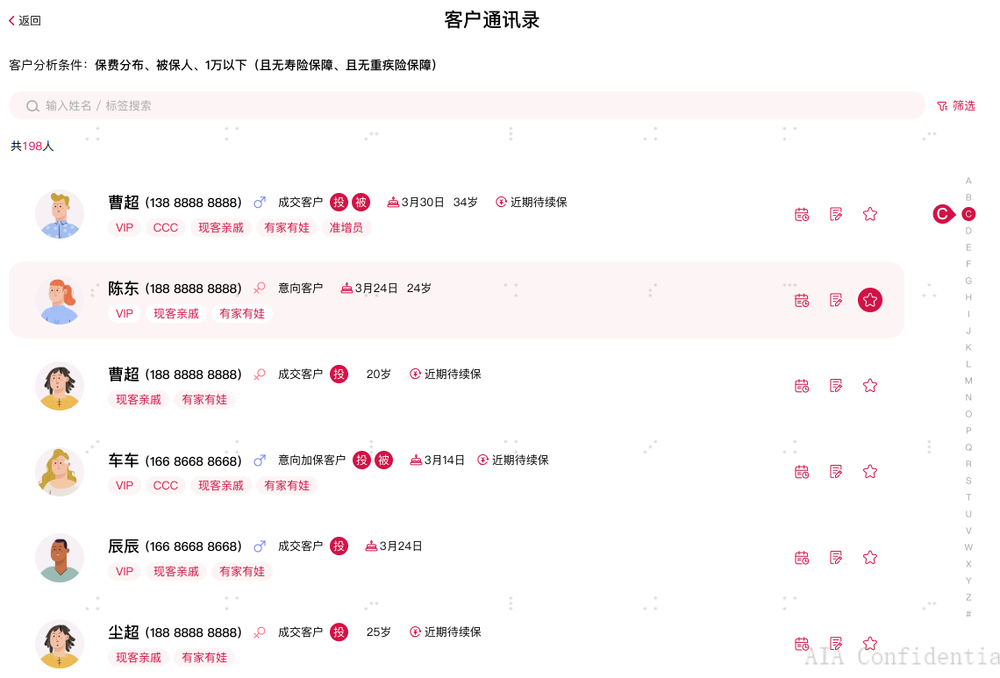 返回
客户通讯录
客户分析条件：保费分布、被保人、1万以下（且无寿险保障、且无重疾险保障）
输入姓名 / 标签搜索
筛选
共198人
曹超 (138 8888 8888) 成交客户 投 被 3月30日 34岁 近期待续保
VIP CCC 现客亲戚 有家有娃 准增员
陈东 (188 8888 8888) 意向客户 3月24日 24岁
VIP 现客亲戚 有家有娃
曹超 (188 8888 8888) 成交客户 投 20岁 近期待续保
现客亲戚 有家有娃
车车 (166 8668 8668) 意向加保客户 投 被 3月14日 近期待续保
VIP CCC 现客亲戚 有家有娃
辰辰 (166 8668 8668) 成交客户 投 3月24日
VIP 现客亲戚 有家有娃
尘超 (188 8888 8888) 成交客户 投 25岁 近期待续保
现客亲戚 有家有娃
A
B
C C
D
E
F
G
H
I
J
K
L
M
N
O
P
Q
R
S
T
U
V
W
X
Y
Z
#
AIA Confidentia